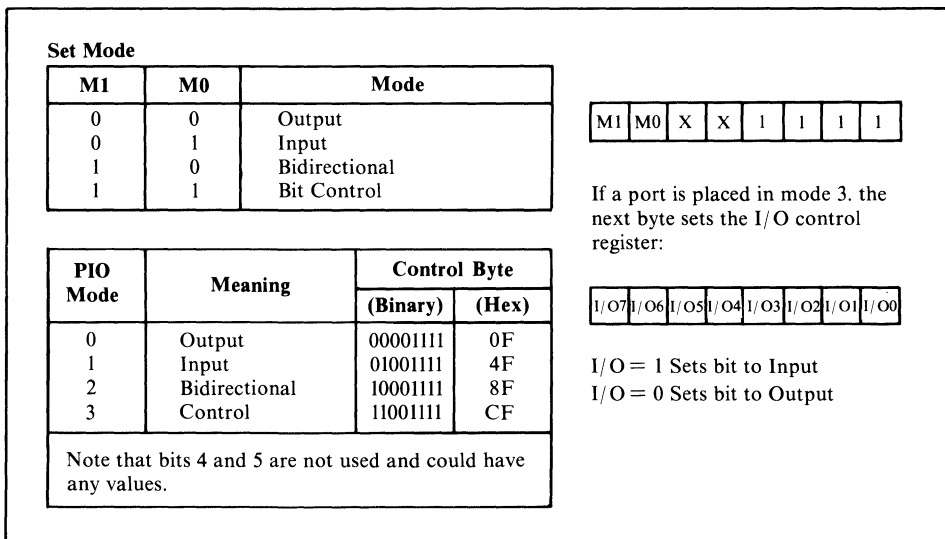 Set Mode
M1 M0 Mode
0 0 Output
0 1 Input
1 0 Bidirectional
1 1 Bit Control
M1 M0 X X 1 1 1 1
If a port is placed in mode 3. the
next byte sets the I/O control
register:
I/O7 I/O6 I/O5 I/O4 I/O3 I/O2 I/O1 I/O0
I/O = 1 Sets bit to Input
I/O = 0 Sets bit to Output
PIO Mode Meaning Control Byte
(Binary) (Hex)
0 Output 00001111 0F
1 Input 01001111 4F
2 Bidirectional 10001111 8F
3 Control 11001111 CF
Note that bits 4 and 5 are not used and could have
any values.